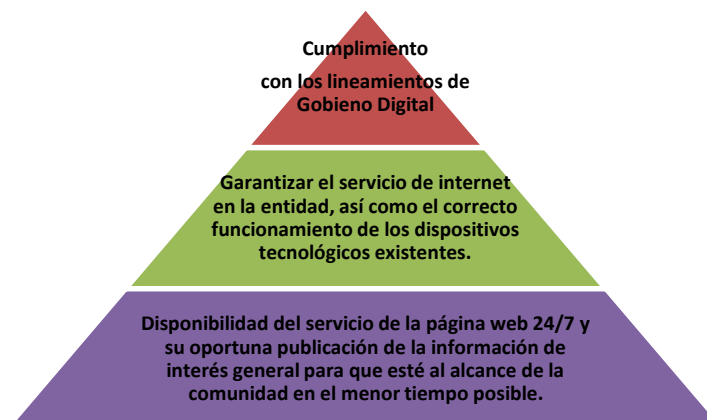 Cumplimiento
con los lineamientos de
Gobieno Digital
Garantizar el servicio de internet
en la entidad, así como el correcto
funcionamiento de los dispositivos
tecnológicos existentes.
Disponibilidad del servicio de la página web 24/7 y
su oportuna publicación de la información de
interés general para que esté al alcance de la
comunidad en el menor tiempo posible.